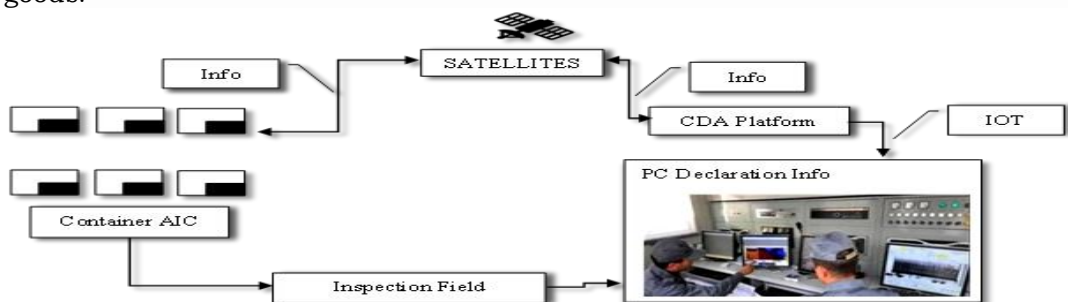 goods.
SATELLITES
Info
Info
CDA Platform
IOT
PC Declaration Info
Container AIC
Inspection Field